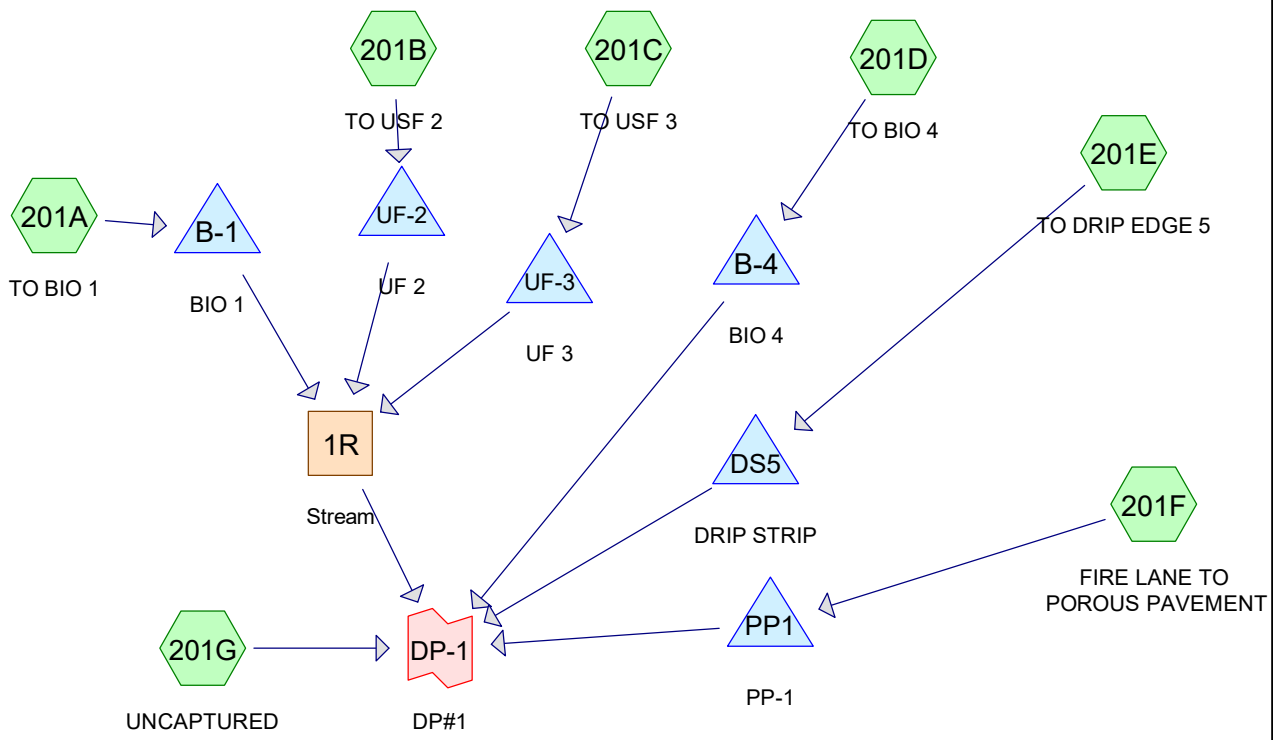 201B
TO USF 2
201C
TO USF 3
201D
TO BIO 4
201E
TO DRIP EDGE 5
201A
TO BIO 1
B-1
BIO 1
UF-2
UF 2
UF-3
UF 3
B-4
BIO 4
1R
Stream
DS5
DRIP STRIP
201F
FIRE LANE TO
POROUS PAVEMENT
201G
UNCAPTURED
DP-1
DP#1
PP1
PP-1